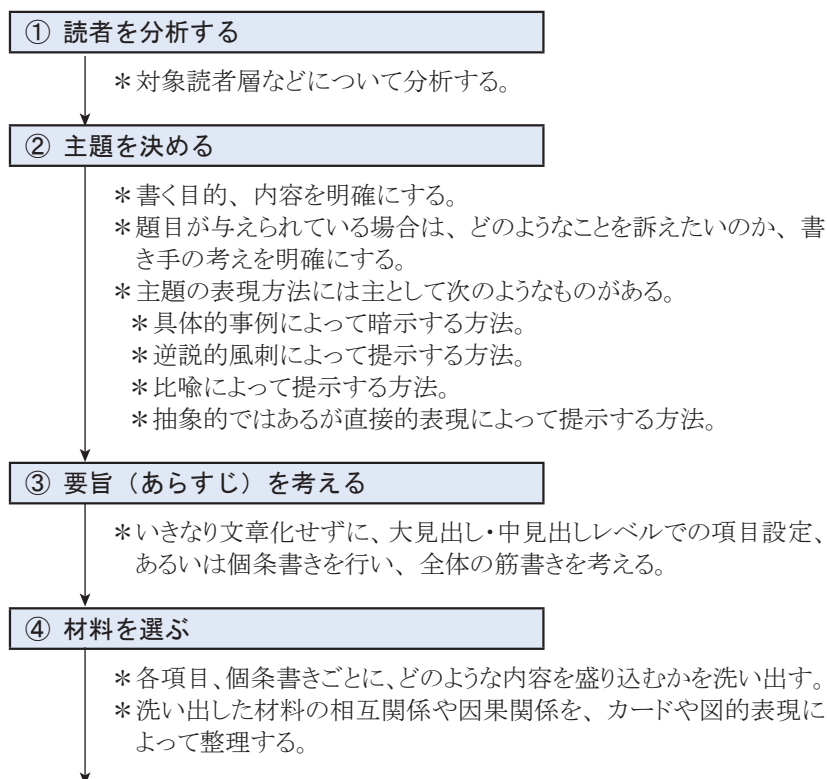 ① 読者を分析する
＊対象読者層などについて分析する。
② 主題を決める
＊書く目的、内容を明確にする。
＊題目が与えられている場合は、どのようなことを訴えたいのか、書
き手の考えを明確にする。
＊主題の表現方法には主として次のようなものがある。
＊具体的事例によって暗示する方法。
＊逆説的風刺によって提示する方法。
＊比喩によって提示する方法。
＊抽象的ではあるが直接的表現によって提示する方法。
③ 要旨（あらすじ）を考える
＊いきなり文章化せずに、大見出し・中見出しレベルでの項目設定、
あるいは個条書きを行い、全体の筋書きを考える。
④ 材料を選ぶ
＊各項目、個条書きごとに、どのような内容を盛り込むかを洗い出す。
＊洗い出した材料の相互関係や因果関係を、カードや図的表現に
よって整理する。